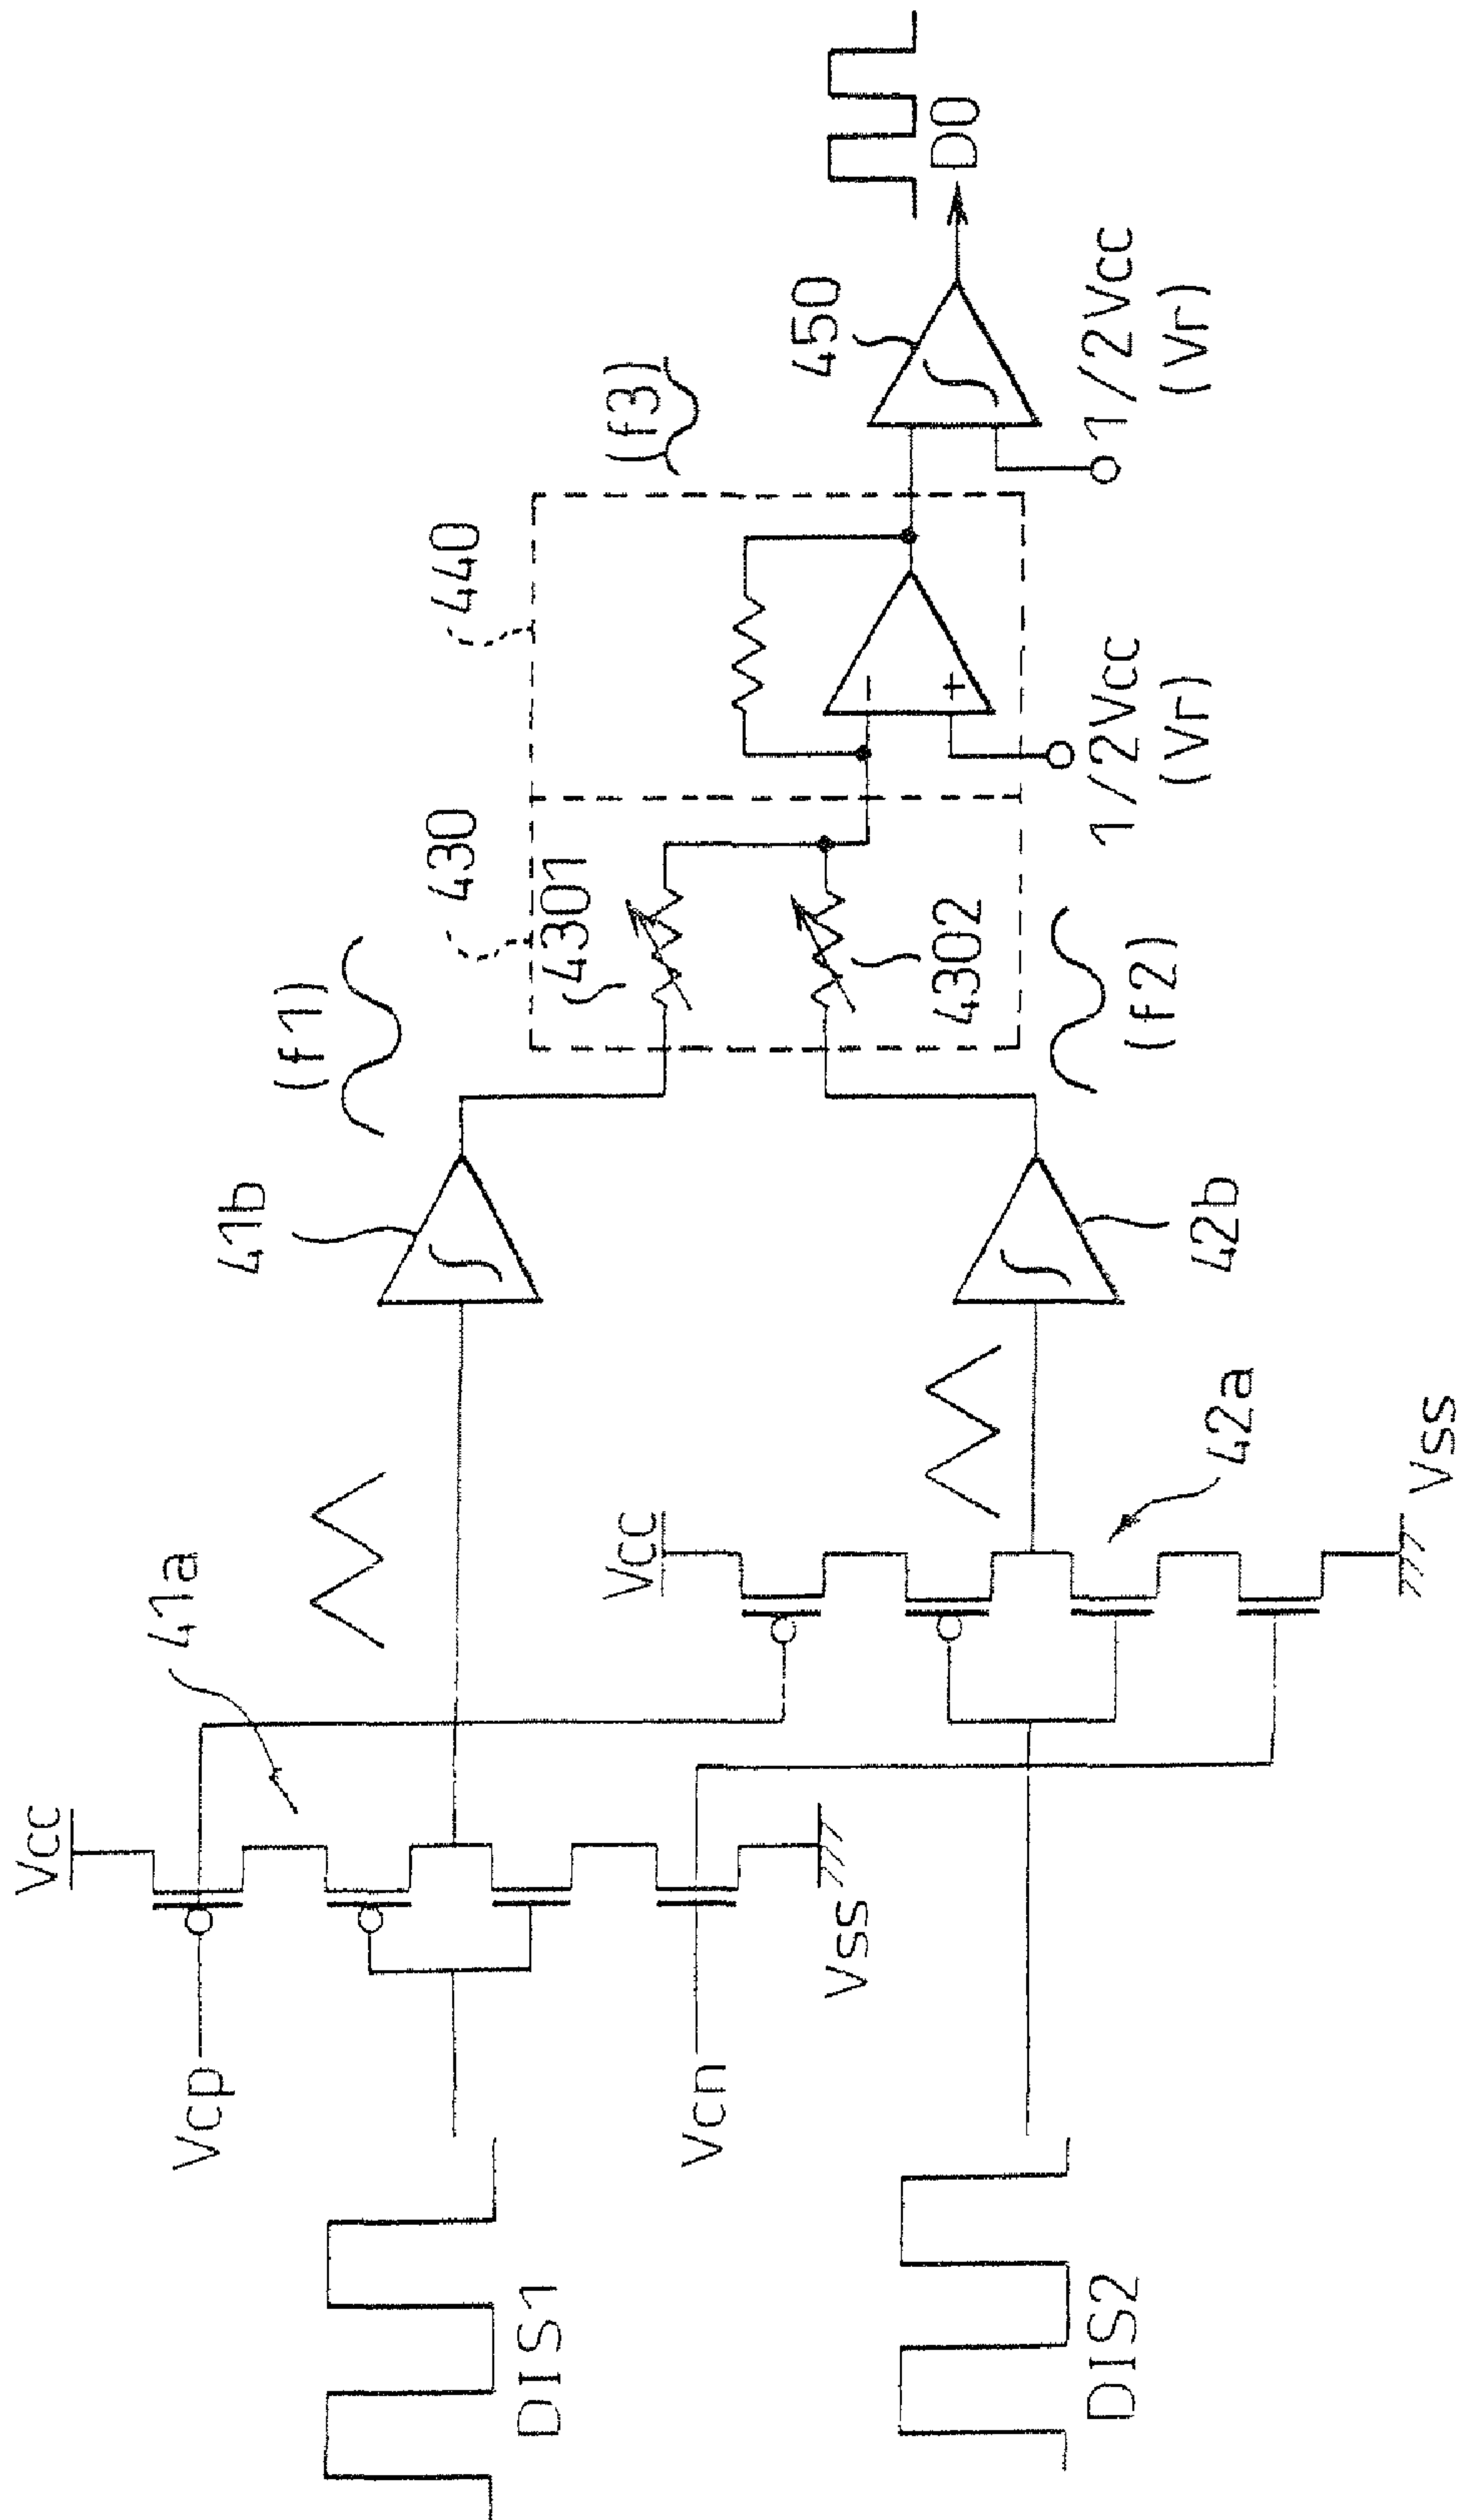 Vcc
41a
Vcp
DIS1
Vcn
Vss
Vcc
42a
DIS2
Vss
41b
(f1)
42b
(f2)
430
4301
4302
440
1/2Vcc
(Vr)
(f3)
450
1/2Vcc
(Vr)
DO